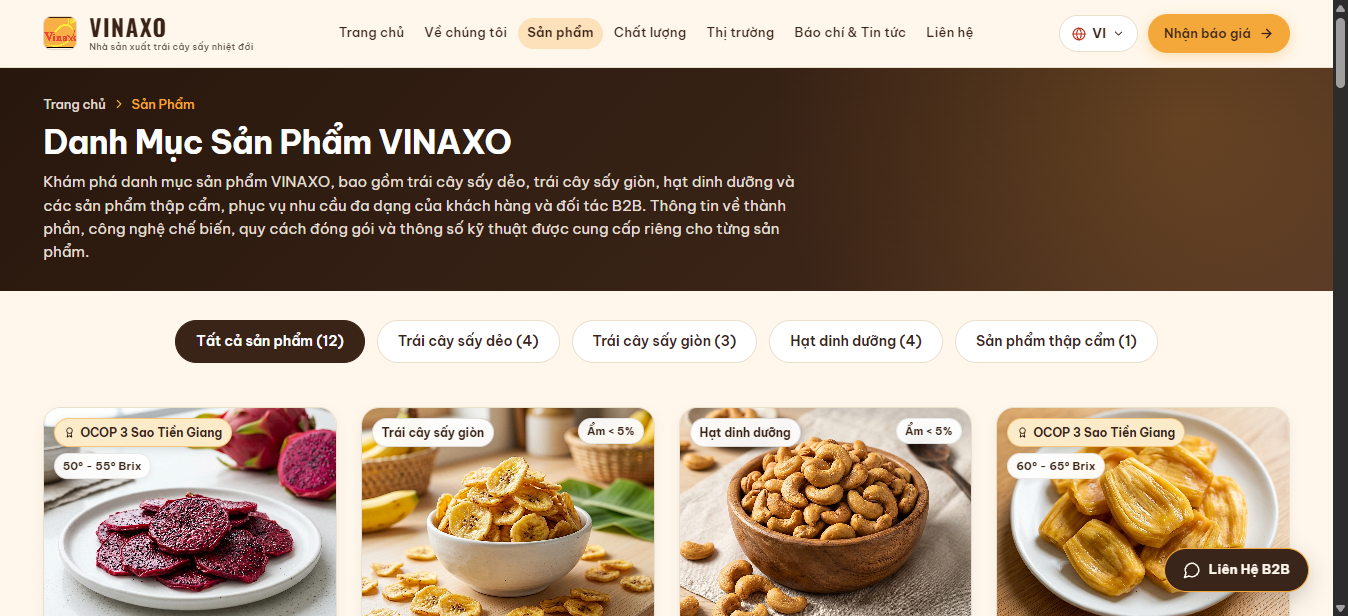 Vinaxo
VINAXO
Nhà sản xuất trái cây sấy nhiệt đới
Trang chủ
Về chúng tôi
Sản phẩm
Chất lượng
Thị trường
Báo chí & Tin tức
Liên hệ
VI
Nhận báo giá →
Trang chủ > Sản Phẩm
Danh Mục Sản Phẩm VINAXO
Khám phá danh mục sản phẩm VINAXO, bao gồm trái cây sấy dẻo, trái cây sấy giòn, hạt dinh dưỡng và
các sản phẩm thập cẩm, phục vụ nhu cầu đa dạng của khách hàng và đối tác B2B. Thông tin về thành
phần, công nghệ chế biến, quy cách đóng gói và thông số kỹ thuật được cung cấp riêng cho từng sản
phẩm.
Tất cả sản phẩm (12)
Trái cây sấy dẻo (4)
Trái cây sấy giòn (3)
Hạt dinh dưỡng (4)
Sản phẩm thập cẩm (1)
OCOP 3 Sao Tiền Giang
50° - 55° Brix
Trái cây sấy giòn
Ẩm < 5%
Hạt dinh dưỡng
Ẩm < 5%
OCOP 3 Sao Tiền Giang
60° - 65° Brix
Liên Hệ B2B